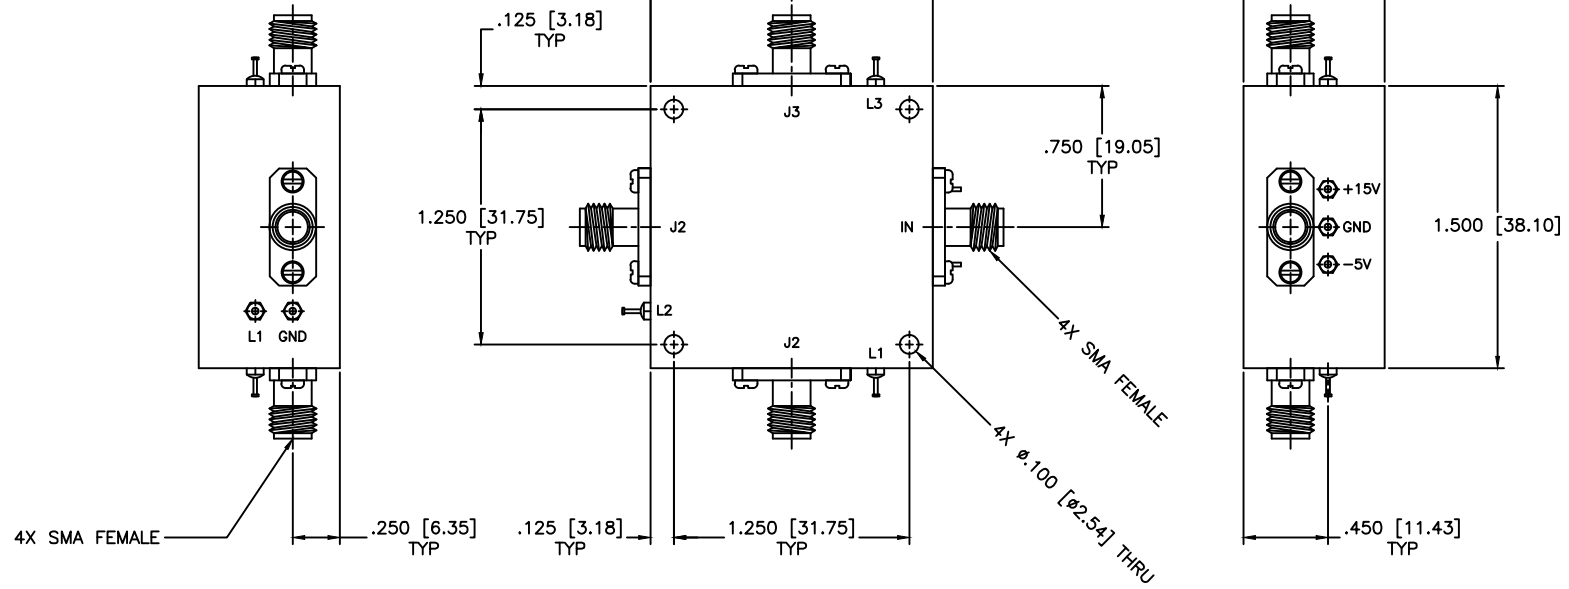 .125 [3.18]
TYP
J3
L3
.750 [19.05]
TYP
+15V
1.250 [31.75]
TYP
J2
IN
GND
1.500 [38.10]
-5V
L2
L1 GND
J2
L1
4X SMA FEMALE
4X ø.100 [ø2.54] THRU
4X SMA FEMALE
.250 [6.35]
TYP
.125 [3.18]
TYP
1.250 [31.75]
TYP
.450 [11.43]
TYP